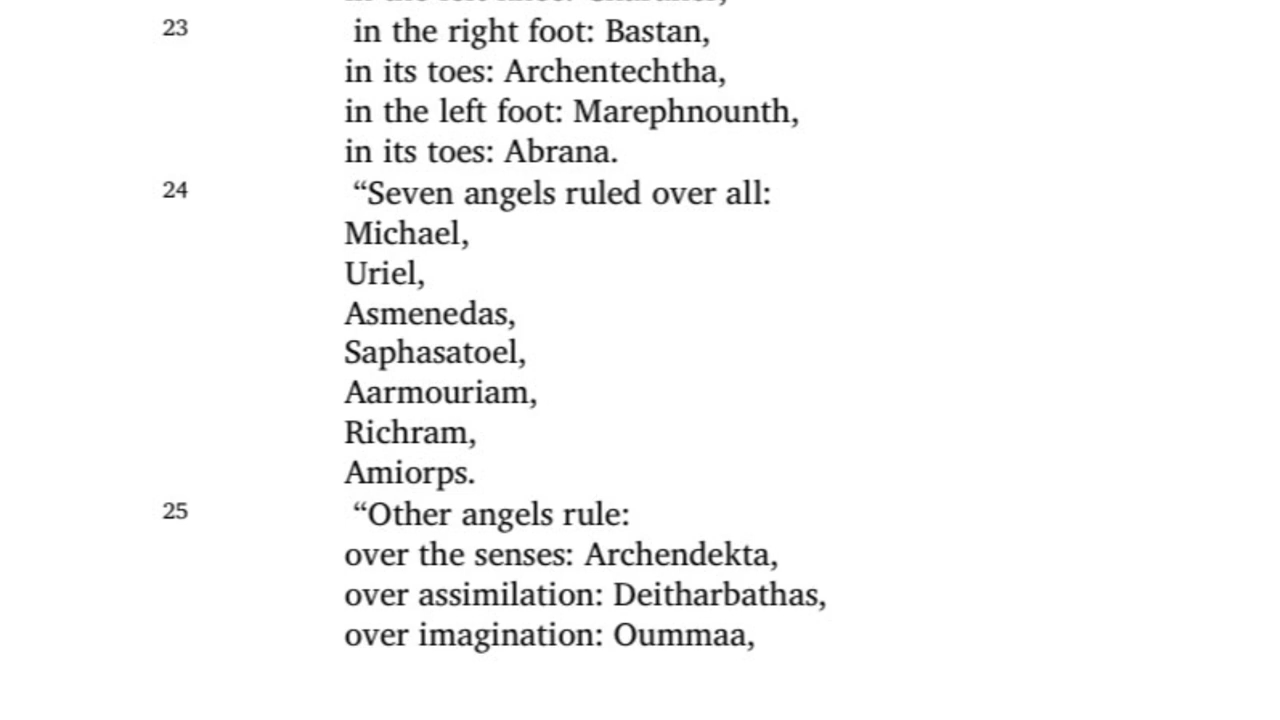 23 in the right foot: Bastan,
in its toes: Archentechtha,
in the left foot: Marephnounth,
in its toes: Abrana.
24 “Seven angels ruled over all:
Michael,
Uriel,
Asmenedas,
Saphasatoel,
Aarmouriam,
Richram,
Amiorps.
25 “Other angels rule:
over the senses: Archendekta,
over assimilation: Deitharbathas,
over imagination: Oummaa,